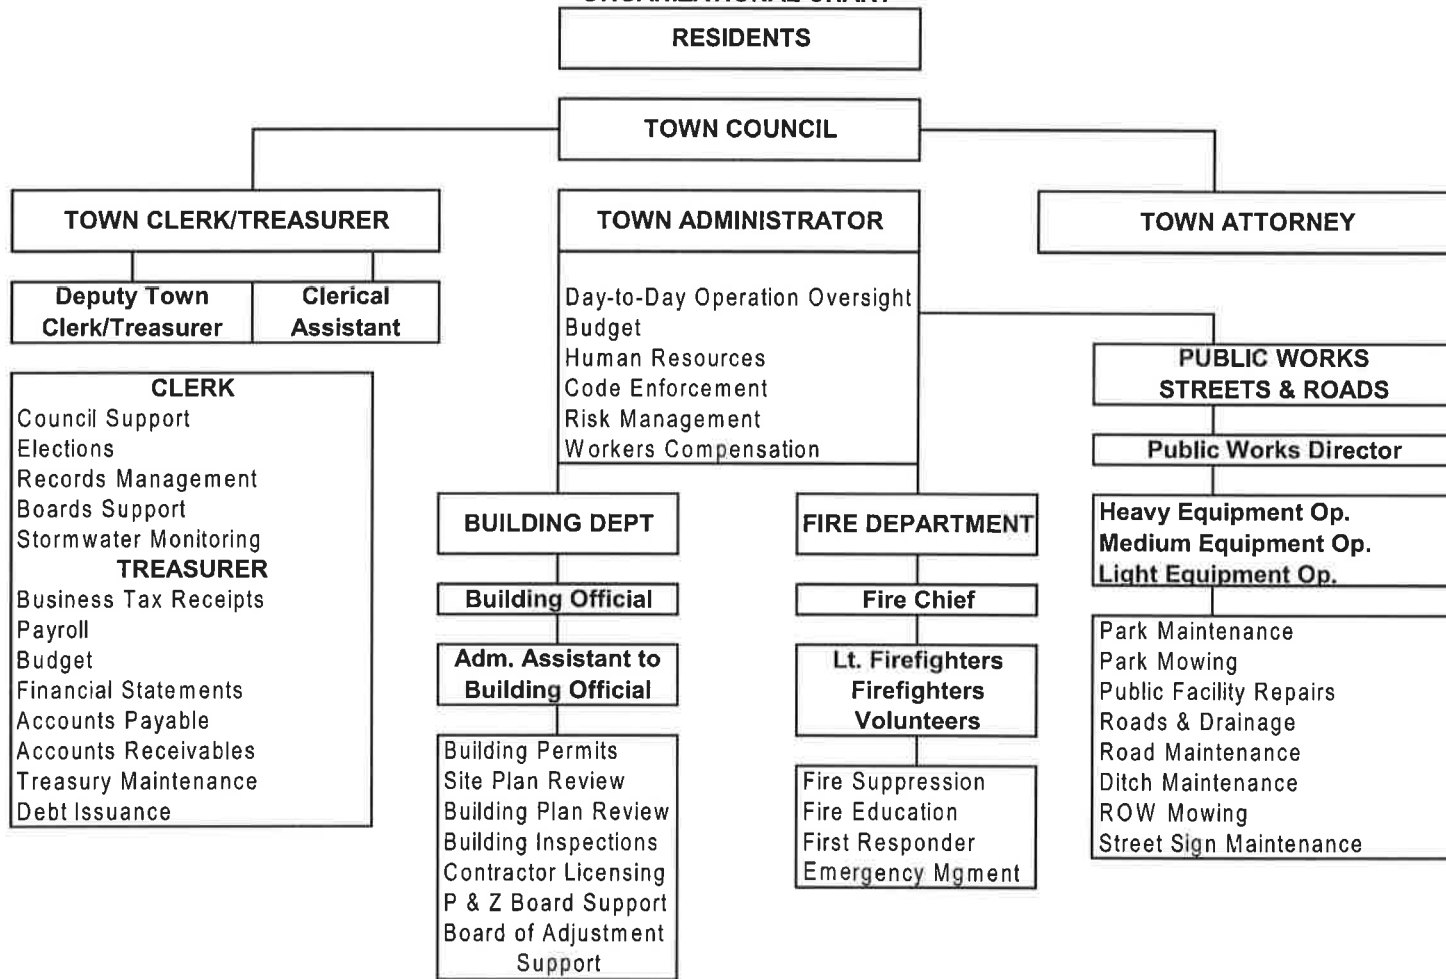 ORGANIZATIONAL CHART
RESIDENTS
TOWN COUNCIL
TOWN CLERK/TREASURER
TOWN ADMINISTRATOR
TOWN ATTORNEY
Deputy Town
Clerk/Treasurer
Clerical
Assistant
CLERK
Council Support
Elections
Records Management
Boards Support
Stormwater Monitoring
TREASURER
Business Tax Receipts
Payroll
Budget
Financial Statements
Accounts Payable
Accounts Receivables
Treasury Maintenance
Debt Issuance
Day-to-Day Operation Oversight
Budget
Human Resources
Code Enforcement
Risk Management
Workers Compensation
BUILDING DEPT
Building Official
Adm. Assistant to
Building Official
Building Permits
Site Plan Review
Building Plan Review
Building Inspections
Contractor Licensing
P & Z Board Support
Board of Adjustment
Support
FIRE DEPARTMENT
Fire Chief
Lt. Firefighters
Firefighters
Volunteers
Fire Suppression
Fire Education
First Responder
Emergency Mgment
PUBLIC WORKS
STREETS & ROADS
Public Works Director
Heavy Equipment Op.
Medium Equipment Op.
Light Equipment Op.
Park Maintenance
Park Mowing
Public Facility Repairs
Roads & Drainage
Road Maintenance
Ditch Maintenance
ROW Mowing
Street Sign Maintenance